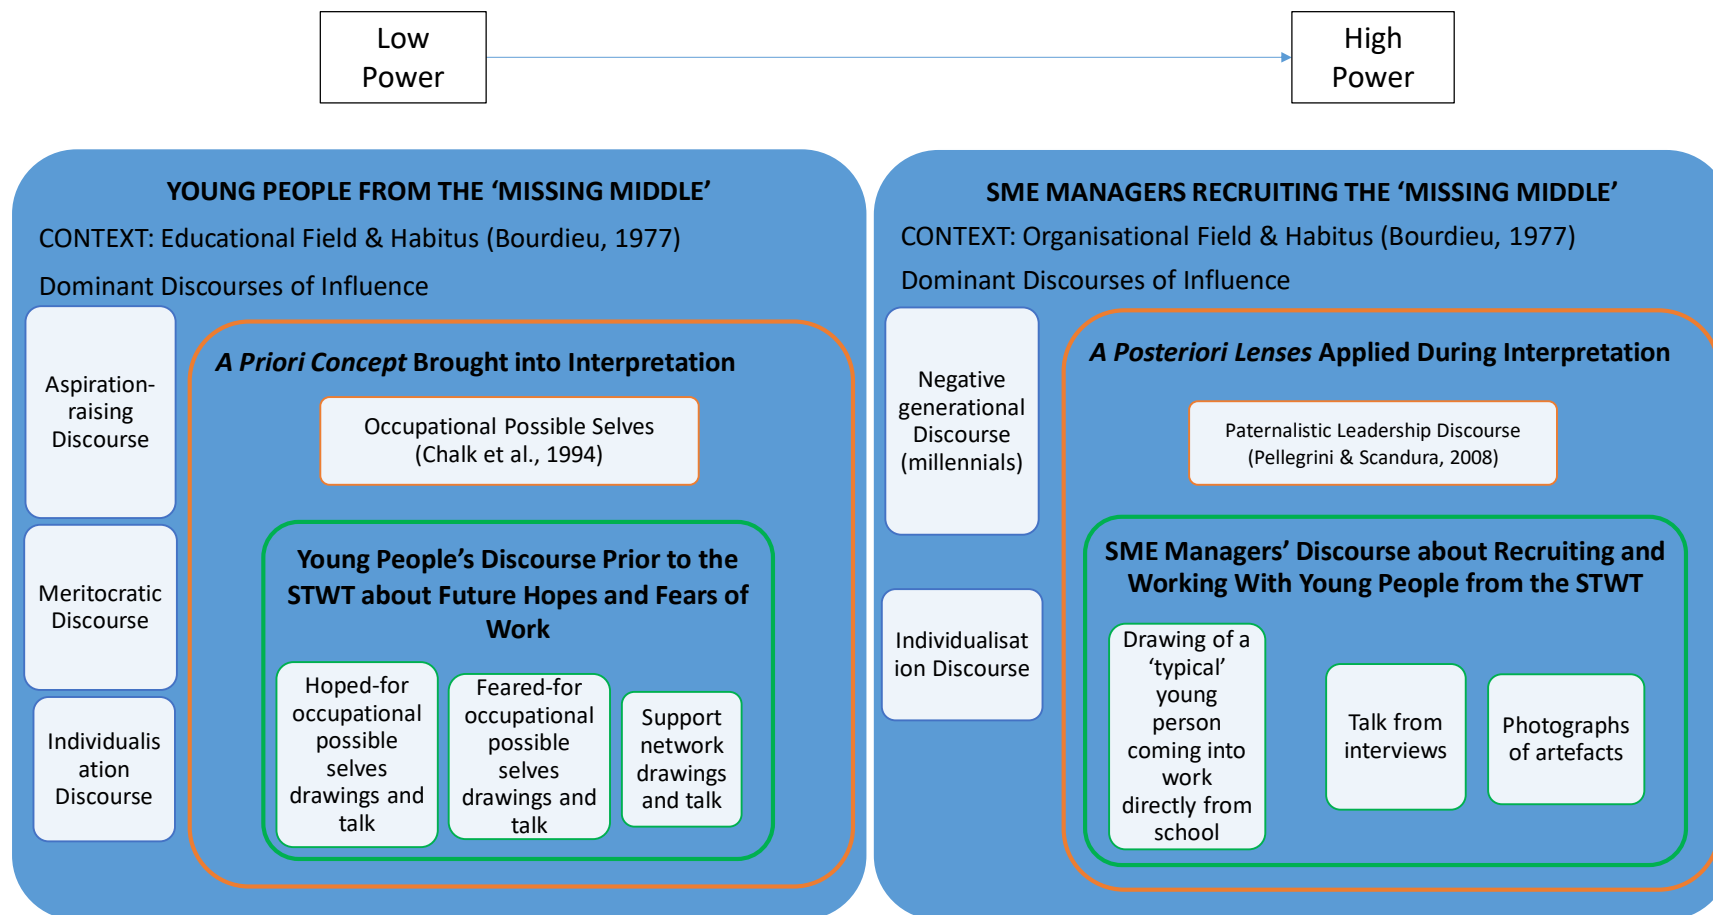 Low
Power
High
Power
YOUNG PEOPLE FROM THE ‘MISSING MIDDLE’
CONTEXT: Educational Field & Habitus (Bourdieu, 1977)
Dominant Discourses of Influence
Aspiration-
raising
Discourse
Meritocratic
Discourse
Individualis
ation
Discourse
A Priori Concept Brought into Interpretation
Occupational Possible Selves
(Chalk et al., 1994)
Young People’s Discourse Prior to the
STWT about Future Hopes and Fears of
Work
Hoped-for
occupational
possible
selves
drawings and
talk
Feared-for
occupational
possible
selves
drawings and
talk
Support
network
drawings
and talk
SME MANAGERS RECRUITING THE ‘MISSING MIDDLE’
CONTEXT: Organisational Field & Habitus (Bourdieu, 1977)
Dominant Discourses of Influence
Negative
generational
Discourse
(millennials)
Individualisat
ion Discourse
A Posteriori Lenses Applied During Interpretation
Paternalistic Leadership Discourse
(Pellegrini & Scandura, 2008)
SME Managers’ Discourse about Recruiting and
Working With Young People from the STWT
Drawing of a
‘typical’
young
person
coming into
work
directly from
school
Talk from
interviews
Photographs
of artefacts